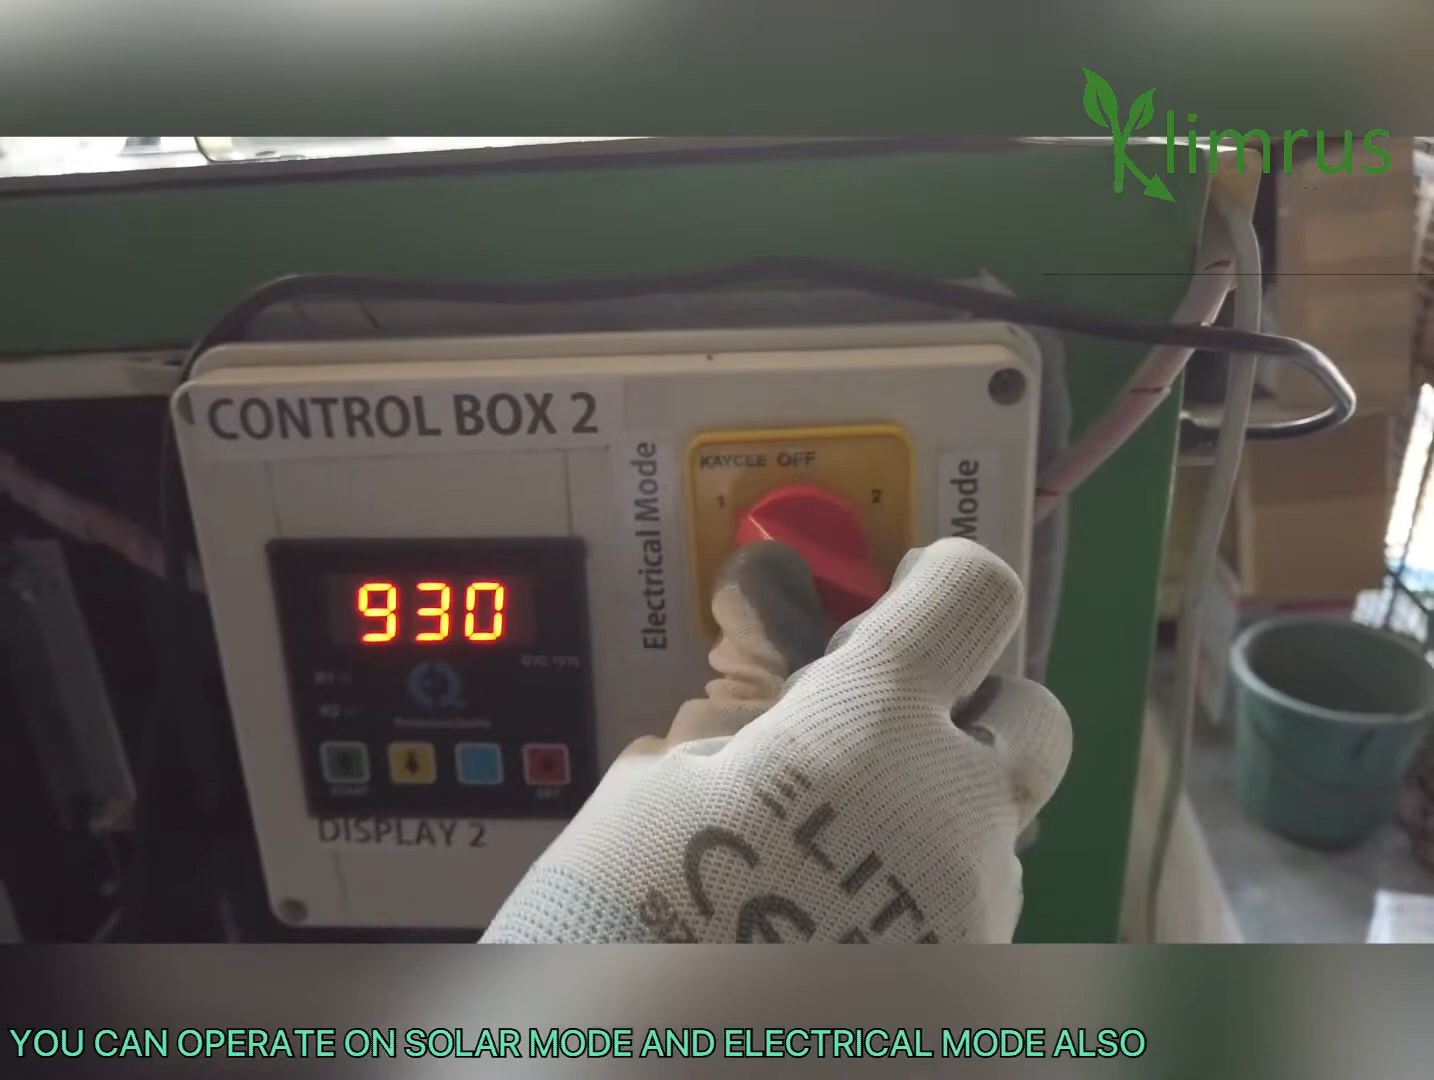 Klimrus
CONTROL BOX 2
Electrical Mode
KAYCEE OFF
1
2
Mode
930
DISPLAY 2
CE
YOU CAN OPERATE ON SOLAR MODE AND ELECTRICAL MODE ALSO